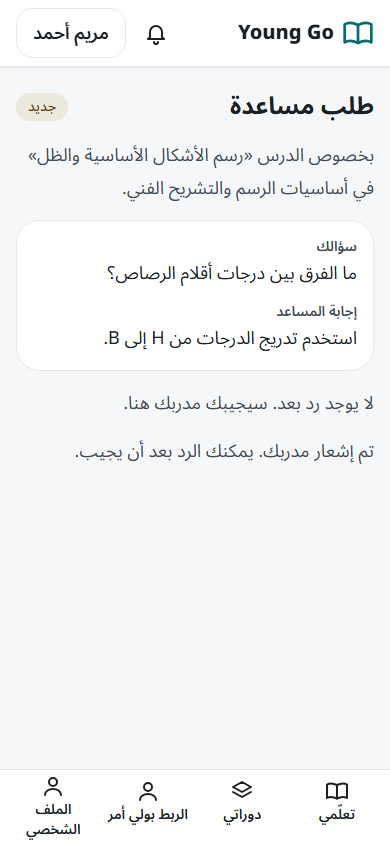 Young Go
مريم أحمد
طلب مساعدة
جديد
بخصوص الدرس «رسم الأشكال الأساسية والظل»
في أساسيات الرسم والتشريح الفني.
سؤالك
ما الفرق بين درجات أقلام الرصاص؟
إجابة المساعد
استخدم تدريج الدرجات من H إلى B.
لا يوجد رد بعد. سيجيبك مدربك هنا.
تم إشعار مدربك. يمكنك الرد بعد أن يجيب.
تعلّمي
دوراتي
الربط بولي أمر
الملف
الشخصي